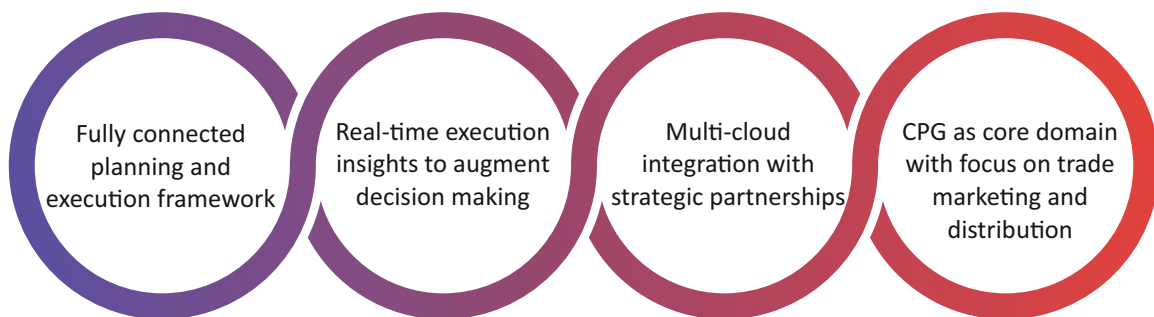 Fully connected
planning and
execution framework
Real-time execution
insights to augment
decision making
Multi-cloud
integration with
strategic partnerships
CPG as core domain
with focus on trade
marketing and
distribution